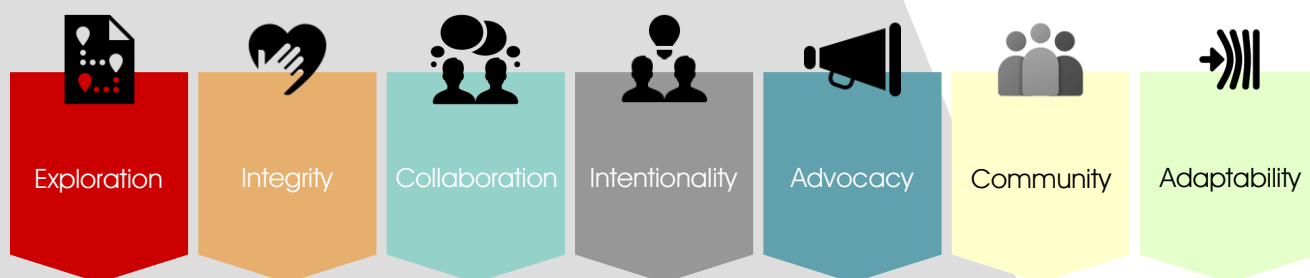 Exploration
Integrity
Collaboration
Intentionality
Advocacy
Community
Adaptability